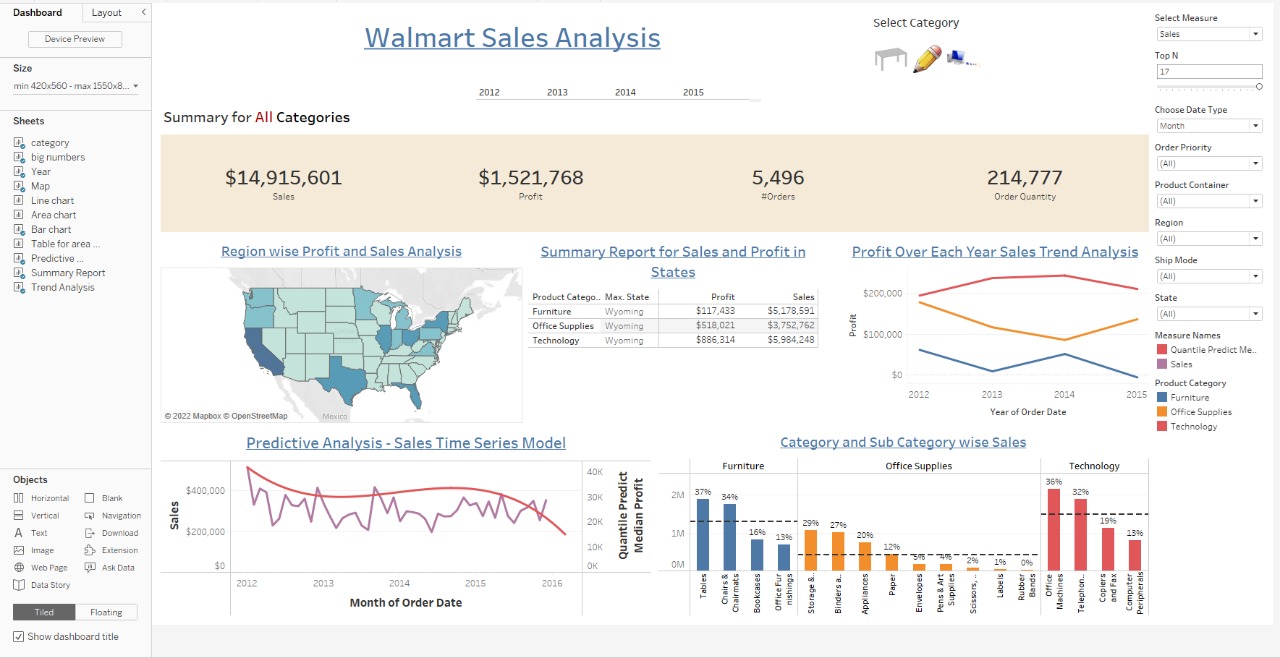 Dashboard
Layout
<
Device Preview
Size
min 420x560 - max 1550x8...
Sheets
category
big numbers
Year
Map
Line chart
Area chart
Bar chart
Table for area ...
Predictive ...
Summary Report
Trend Analysis
Objects
Horizontal
Blank
Vertical
Navigation
Text
Download
Image
Extension
Web Page
Ask Data
Data Story
Tiled
Floating
Show dashboard title
Walmart Sales Analysis
Select Category
2012 2013 2014 2015
Summary for All Categories
$14,915,601
Sales
$1,521,768
Profit
5,496
#Orders
214,777
Order Quantity
Region wise Profit and Sales Analysis
© 2022 Mapbox © OpenStreetMap
Mexico
Summary Report for Sales and Profit in
States
Product Catego.. Max. State Profit Sales
Furniture Wyoming $117,433 $5,178,591
Office Supplies Wyoming $518,021 $3,752,762
Technology Wyoming $886,314 $5,984,248
Profit Over Each Year Sales Trend Analysis
Profit
$200,000
$100,000
$0
2012 2013 2014 2015
Year of Order Date
Predictive Analysis - Sales Time Series Model
Sales
$400,000
$200,000
$0
40K
30K
20K
10K
0K
Quantile Predict
Median Profit
2012 2013 2014 2015 2016
Month of Order Date
Category and Sub Category wise Sales
Furniture
Office Supplies
Technology
2M
1M
0M
37% 34% 16% 13%
29% 27% 20% 12% 5% 4% 2% 1% 0%
36% 32% 19% 13%
Tables
Chairs &
Chairmats
Bookcases
Office Fur
nishings
Storage &..
Binders a..
Appliances
Paper
Envelopes
Pens & Art
Supplies
Scissors, ..
Labels
Rubber
Bands
Office
Machines
Telephon..
Copiers
and Fax
Computer
Peripherals
Select Measure
Sales
Top N
17
Choose Date Type
Month
Order Priority
(All)
Product Container
(All)
Region
(All)
Ship Mode
(All)
State
(All)
Measure Names
Quantile Predict Me..
Sales
Product Category
Furniture
Office Supplies
Technology